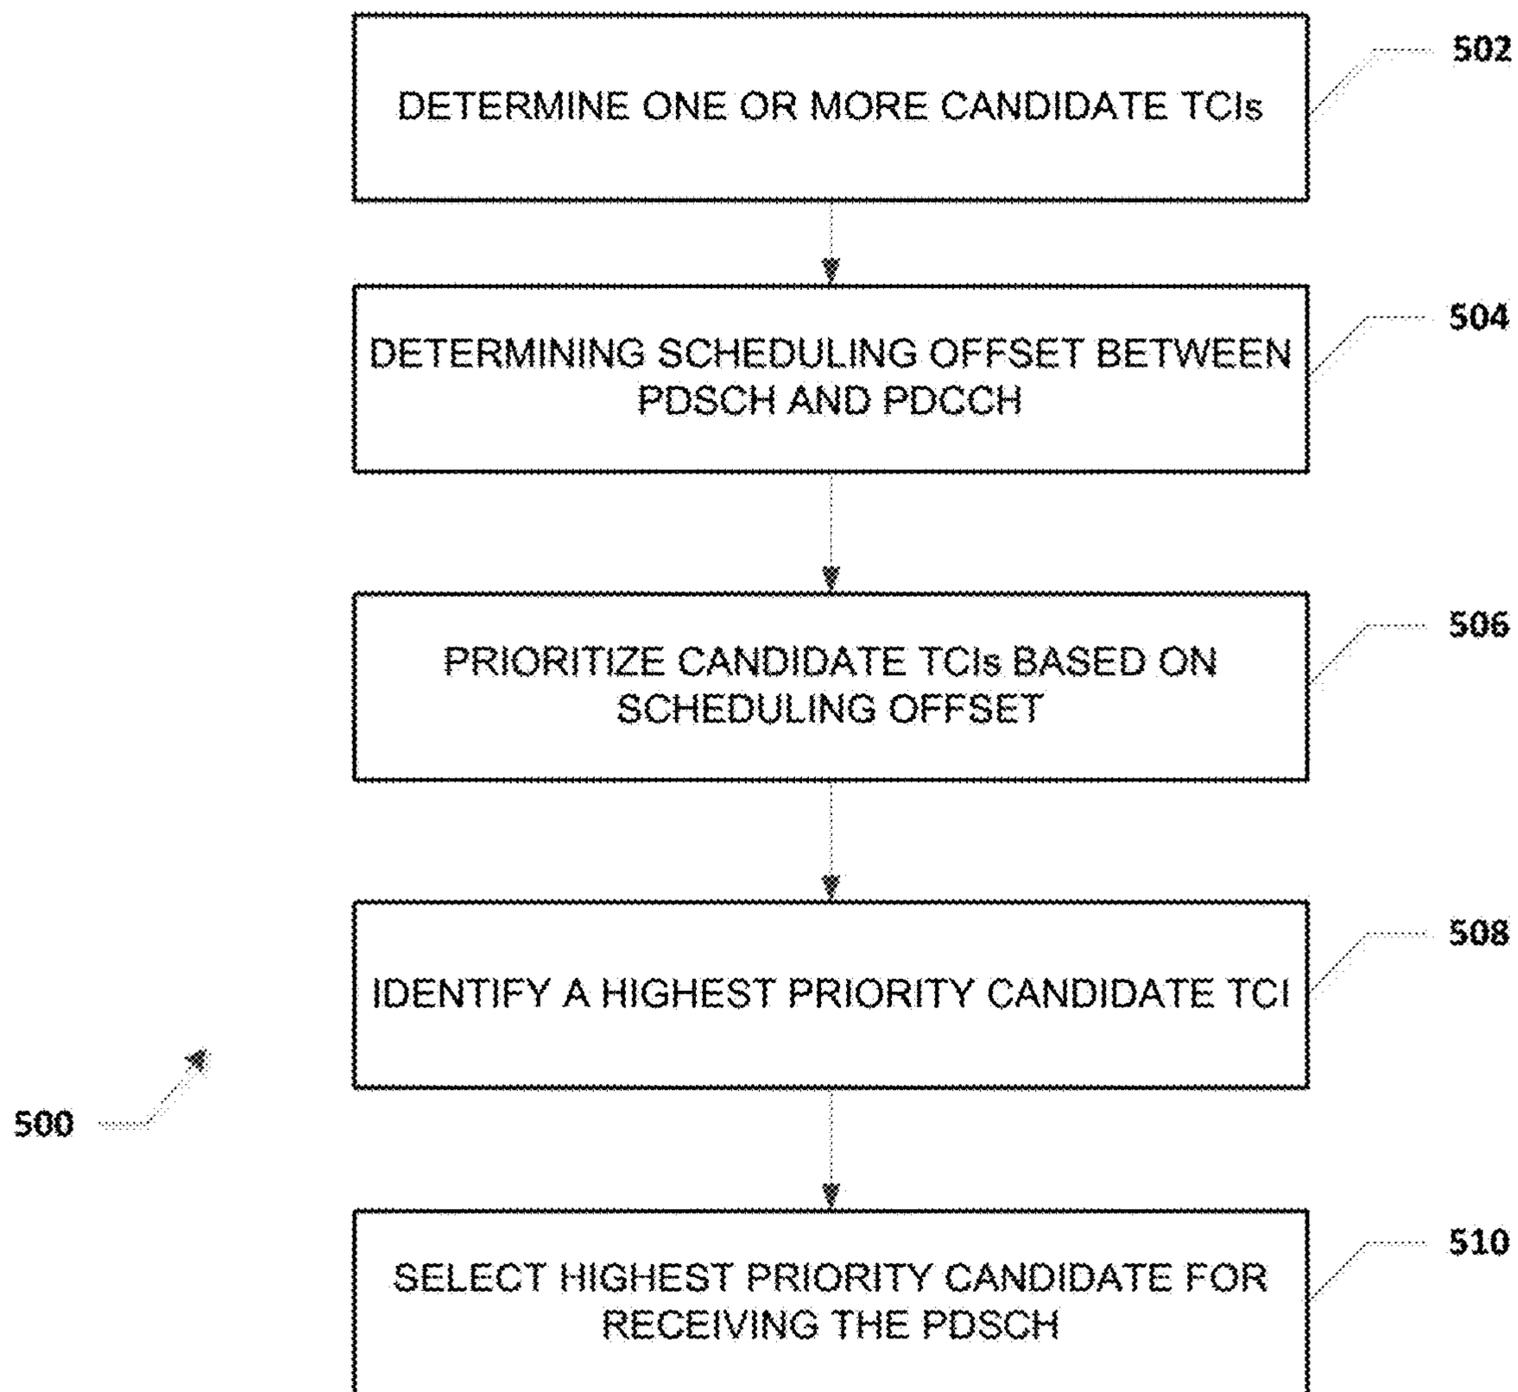 DETERMINE ONE OR MORE CANDIDATE TCIs
502
DETERMINING SCHEDULING OFFSET BETWEEN
PDSCH AND PDCCH
504
PRIORITIZE CANDIDATE TCIs BASED ON
SCHEDULING OFFSET
506
IDENTIFY A HIGHEST PRIORITY CANDIDATE TCI
508
500
SELECT HIGHEST PRIORITY CANDIDATE FOR
RECEIVING THE PDSCH
510